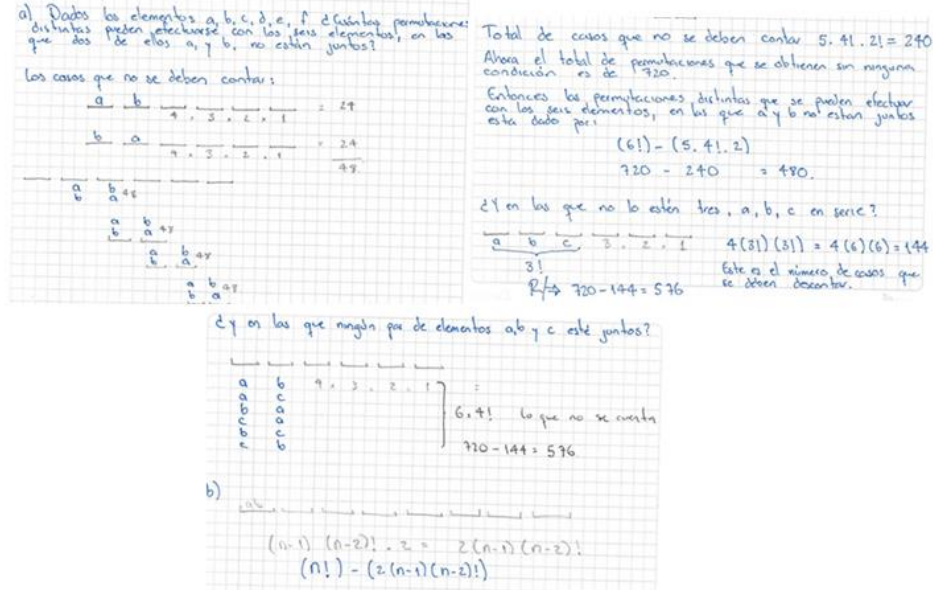 a) Dados los elementos a, b, c, d, e, f. ¿Cuántas permutaciones
distintas pueden efectuarse con los seis elementos, en las
que dos de ellos a, y b, no están juntos?
Los casos que no se deben contar:
a b 4 . 3 . 2 . 1 = 24
b a 4 . 3 . 2 . 1 = 24
48
a b
b a 48
a b
b a 48
a b
b a 48
a b
b a 48
Total de casos que no se deben contar 5. 4! . 2! = 240
Ahora el total de permutaciones que se obtienen sin ninguna
condición es de 720.
Entonces las permutaciones distintas que se pueden efectuar
con los seis elementos, en las que a y b no estan juntos
esta dado por:
(6!) - (5. 4!. 2)
720 - 240 = 480.
¿Y en las que no lo estén tres, a, b, c en serie?
a b c 3 . 2 . 1 4(3!)(3!) = 4(6)(6) = 144
3!
Este es el número de casos que
se deben descontar.
R/→ 720-144 = 576
¿y en las que ningún par de elementos a,b y c esté juntos?
a b 4 . 3 . 2 . 1 =
a c
b a
c a
b c
c b
6.4! lo que no se cuenta
720-144 = 576
b)
ab
(n-1) (n-2)! . 2 = 2(n-1)(n-2)!
(n!) - (2(n-1)(n-2)!)